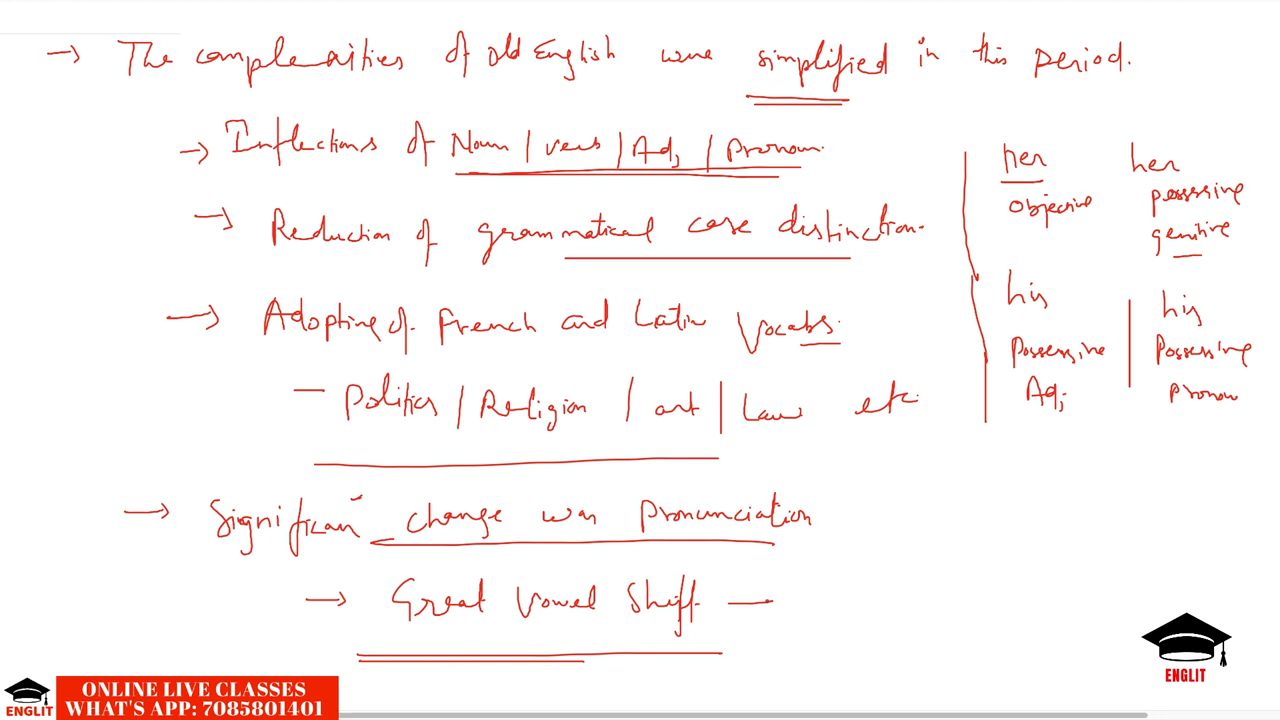 → The complexities of old English were simplified in this period.
→ Inflections of Noun / verb / Adj / Pronoun.
→ Reduction of grammatical case distinction.
→ Adopting of French and Latin Vocabs.
– Politics / Religion / art / Law etc
→ Significant change was Pronunciation
→ Great Vowel Shift —
her her
objective possessive
genitive
his his
Possessive Possessive
Adj pronoun
ENGLIT
ONLINE LIVE CLASSES
WHAT'S APP: 7085801401
ENGLIT